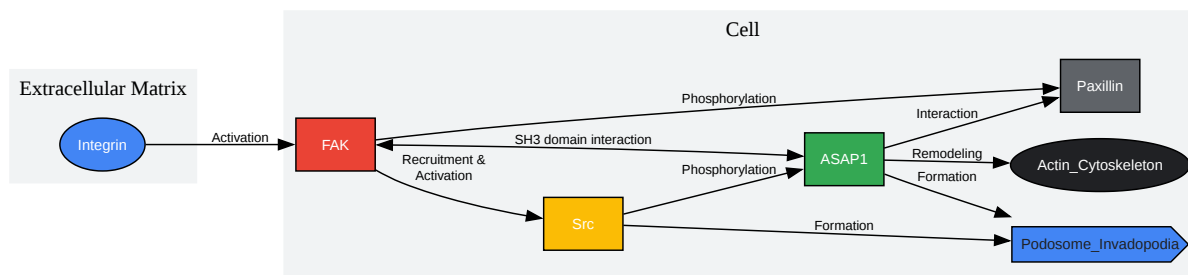 Cell
Extracellular Matrix
Integrin
Activation
FAK
Phosphorylation
SH3 domain interaction
Recruitment &
Activation
Src
Phosphorylation
Formation
ASAP1
Interaction
Remodeling
Formation
Paxillin
Actin_Cytoskeleton
Podosome_Invadopodia